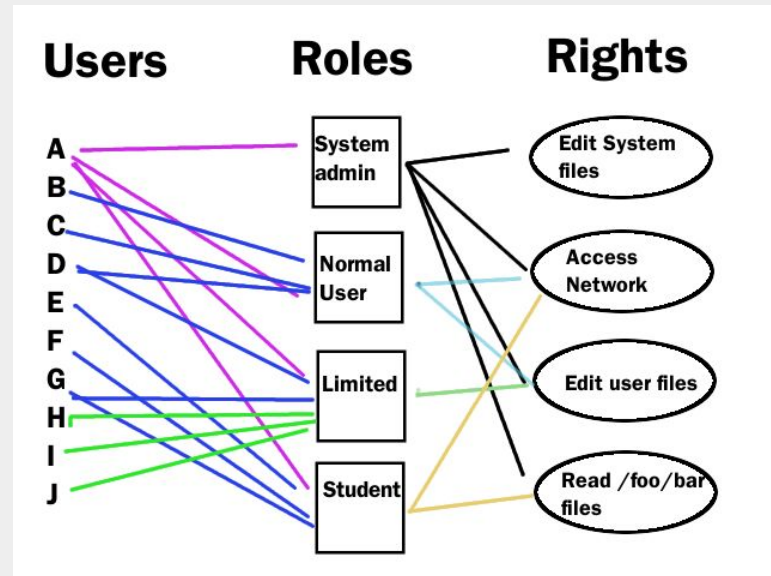 Users
Roles
Rights
A
B
C
D
E
F
G
H
I
J
System
admin
Normal
User
Limited
Student
Edit System
files
Access
Network
Edit user files
Read /foo/bar
files